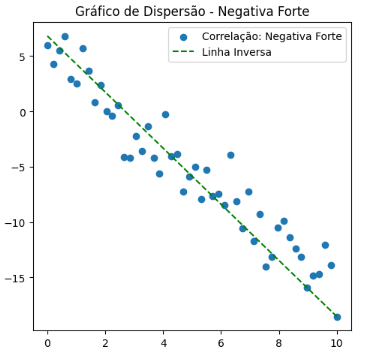 Gráfico de Dispersão - Negativa Forte
Correlação: Negativa Forte
Linha Inversa
5
0
−5
−10
−15
0 2 4 6 8 10